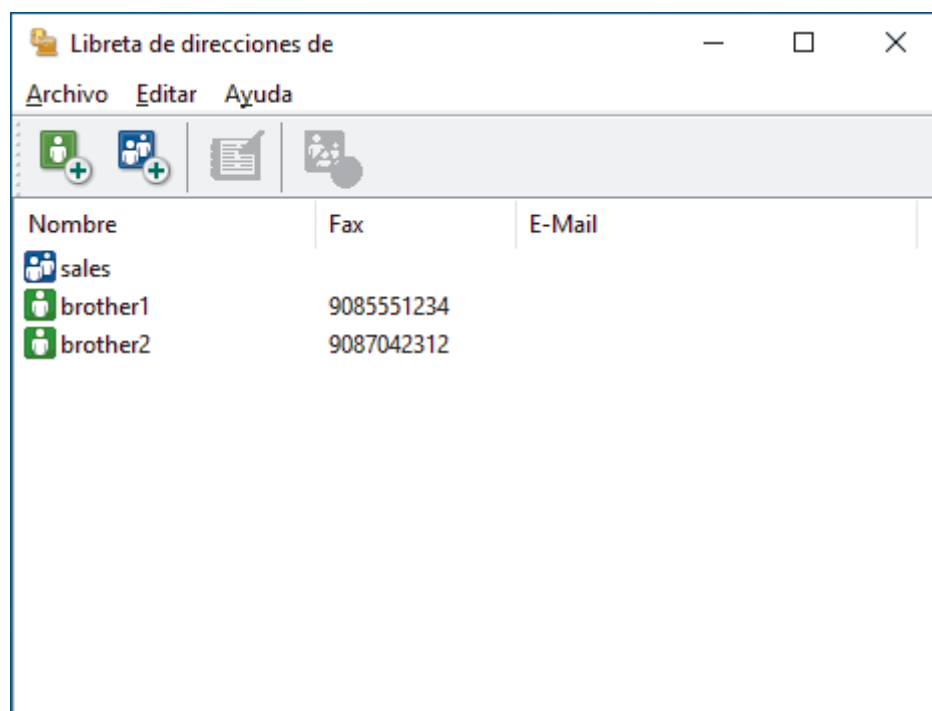 Libreta de direcciones de
Archivo Editar Ayuda
Nombre Fax E-Mail
sales
brother1 9085551234
brother2 9087042312